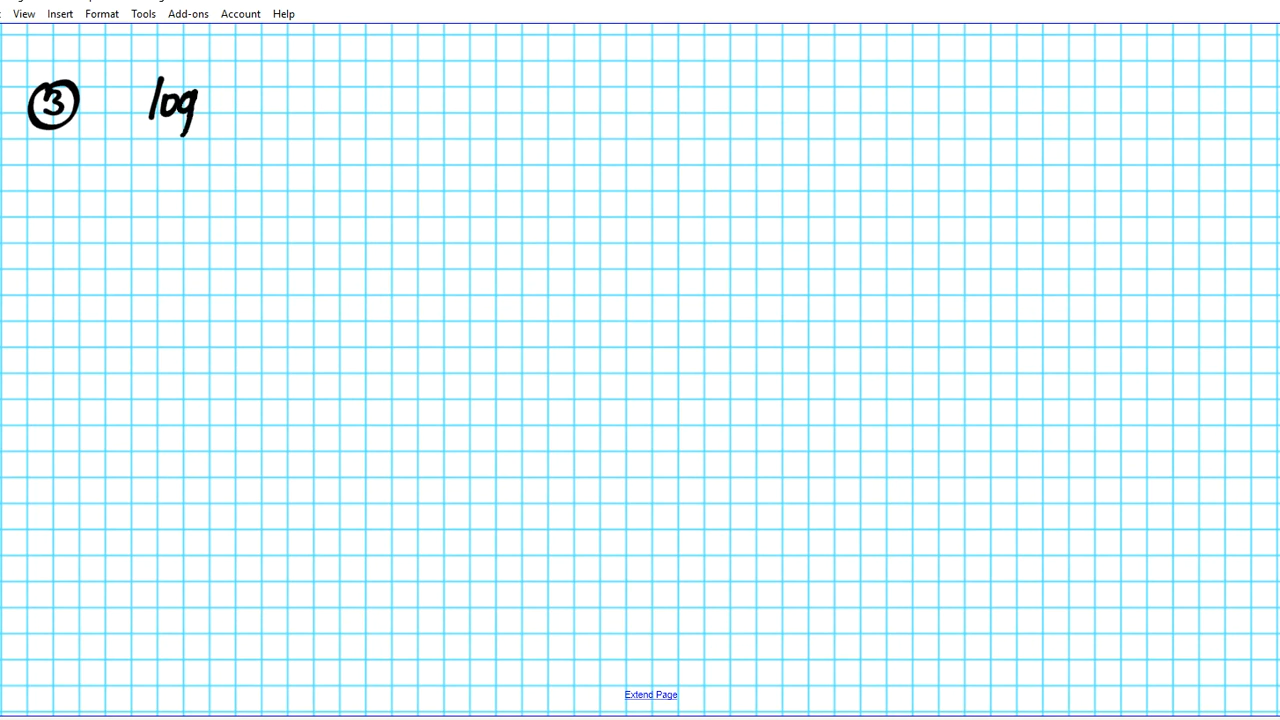 View Insert Format Tools Add-ons Account Help
③ log
Extend Page